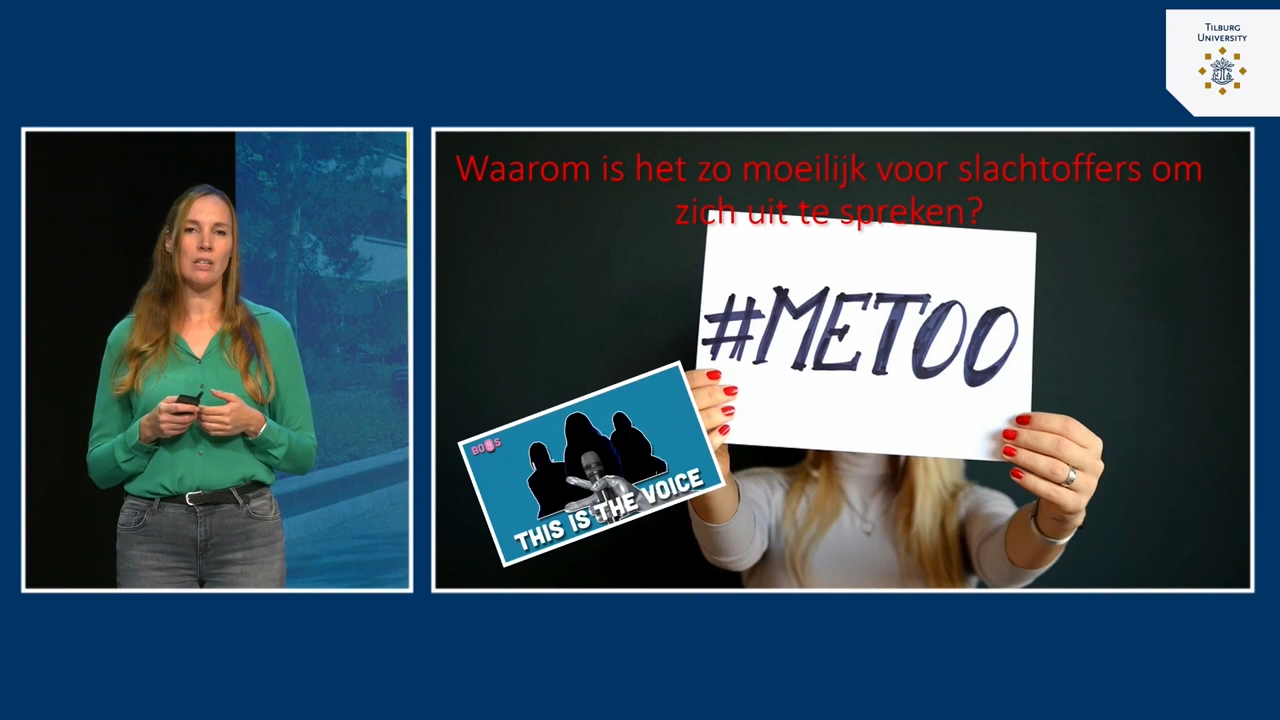 TILBURG
UNIVERSITY
Waarom is het zo moeilijk voor slachtoffers om
zich uit te spreken?
#METOO
BOOS
THIS IS THE VOICE